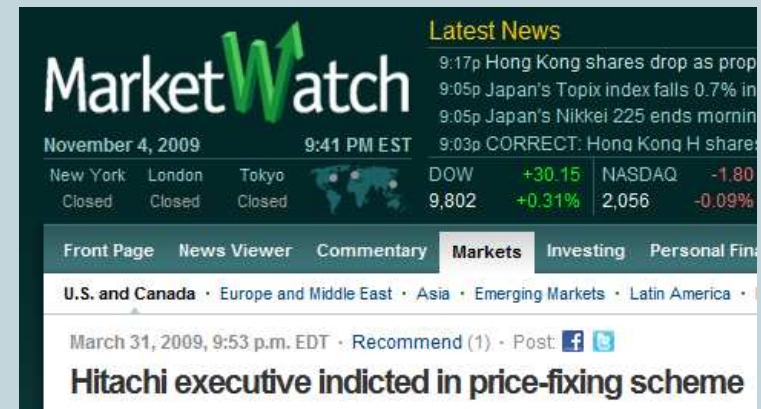 MarketWatch
November 4, 2009 9:41 PM EST
New York London Tokyo
Closed Closed Closed
Latest News
9:17p Hong Kong shares drop as prop
9:05p Japan's Topix index falls 0.7% in
9:05p Japan's Nikkei 225 ends mornin
9:03p CORRECT: Hong Kong H shares
DOW +30.15 NASDAQ -1.80
9,802 +0.31% 2,056 -0.09%
Front Page News Viewer Commentary Markets Investing Personal Fina
U.S. and Canada · Europe and Middle East · Asia · Emerging Markets · Latin America ·
March 31, 2009, 9:53 p.m. EDT · Recommend (1) · Post:
Hitachi executive indicted in price-fixing scheme